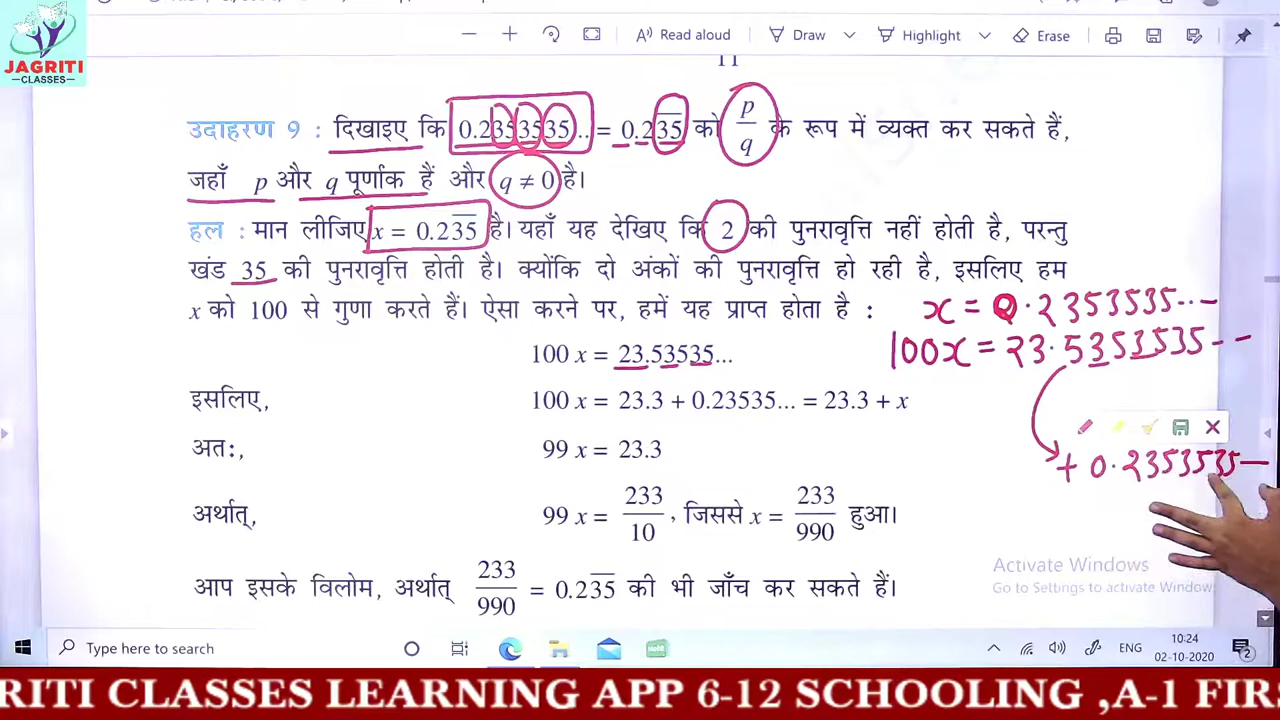 Read aloud Draw Highlight Erase
JAGRITI
CLASSES
11
उदाहरण 9 : दिखाइए कि 0.2353535... = 0.235̅ को p/q के रूप में व्यक्त कर सकते हैं,
जहाँ p और q पूर्णांक हैं और q ≠ 0 है।
हल : मान लीजिए x = 0.23̅5̅ है। यहाँ यह देखिए कि 2 की पुनरावृत्ति नहीं होती है, परन्तु
खंड 35 की पुनरावृत्ति होती है। क्योंकि दो अंकों की पुनरावृत्ति हो रही है, इसलिए हम
x को 100 से गुणा करते हैं। ऐसा करने पर, हमें यह प्राप्त होता है :
x = 0.2353535...
100x = 23.5353535--
100 x = 23.53535...
इसलिए, 100 x = 23.3 + 0.23535... = 23.3 + x
अतः, 99 x = 23.3
+ 0.2353535—
अर्थात्, 99 x = 233/10 , जिससे x = 233/990 हुआ।
आप इसके विलोम, अर्थात् 233/990 = 0.23̅5̅ की भी जाँच कर सकते हैं।
Activate Windows
Go to Settings to activate Windows.
Type here to search
ENG
10:24
02-10-2020
2
RITI CLASSES LEARNING APP 6-12 SCHOOLING ,A-1 FIR